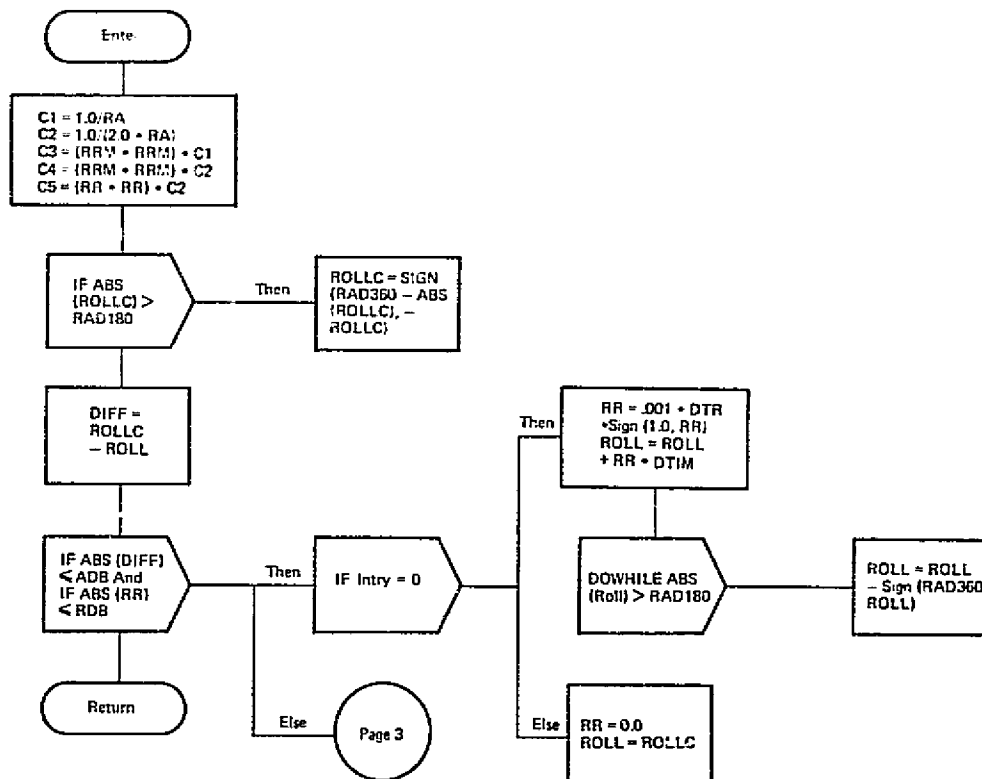 Ente
C1 = 1.0/RA
C2 = 1.0/(2.0 * RA)
C3 = (RRM * RRM) * C1
C4 = (RRM * RRM) * C2
C5 = (RR * RR) * C2
IF ABS
(ROLLC) >
RAD180
Then
ROLLC = SIGN
(RAD360 – ABS
(ROLLC), –
ROLLC)
DIFF =
ROLLC
– ROLL
IF ABS (DIFF)
≤ ADB And
IF ABS (RR)
≤ RDB
Then
IF Intry = 0
Then
RR = .001 * DTR
*Sign (1.0, RR)
ROLL = ROLL
+ RR * DTIM
DOWHILE ABS
(Roll) > RAD180
ROLL = ROLL
– Sign (RAD360
ROLL)
Return
Else
Page 3
Else
RR = 0.0
ROLL = ROLLC